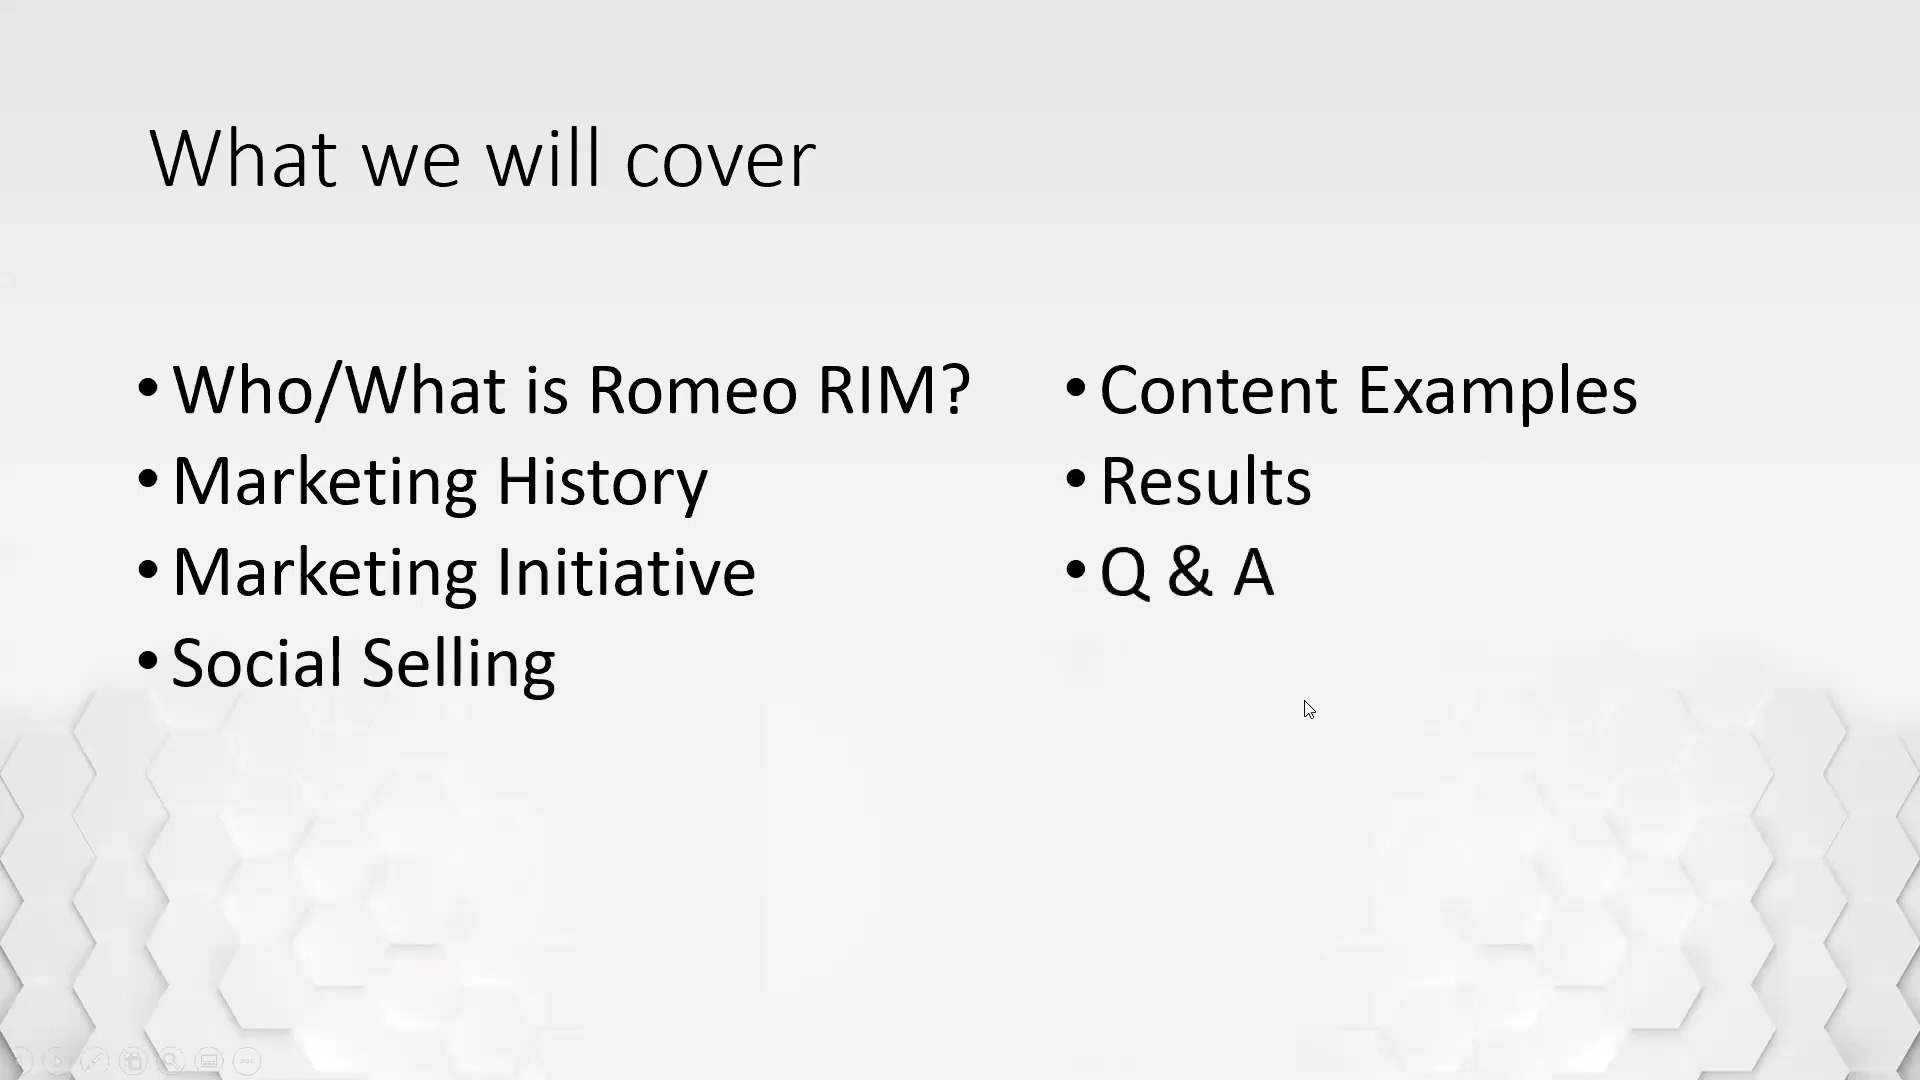 What we will cover
• Who/What is Romeo RIM?
• Marketing History
• Marketing Initiative
• Social Selling
• Content Examples
• Results
• Q & A